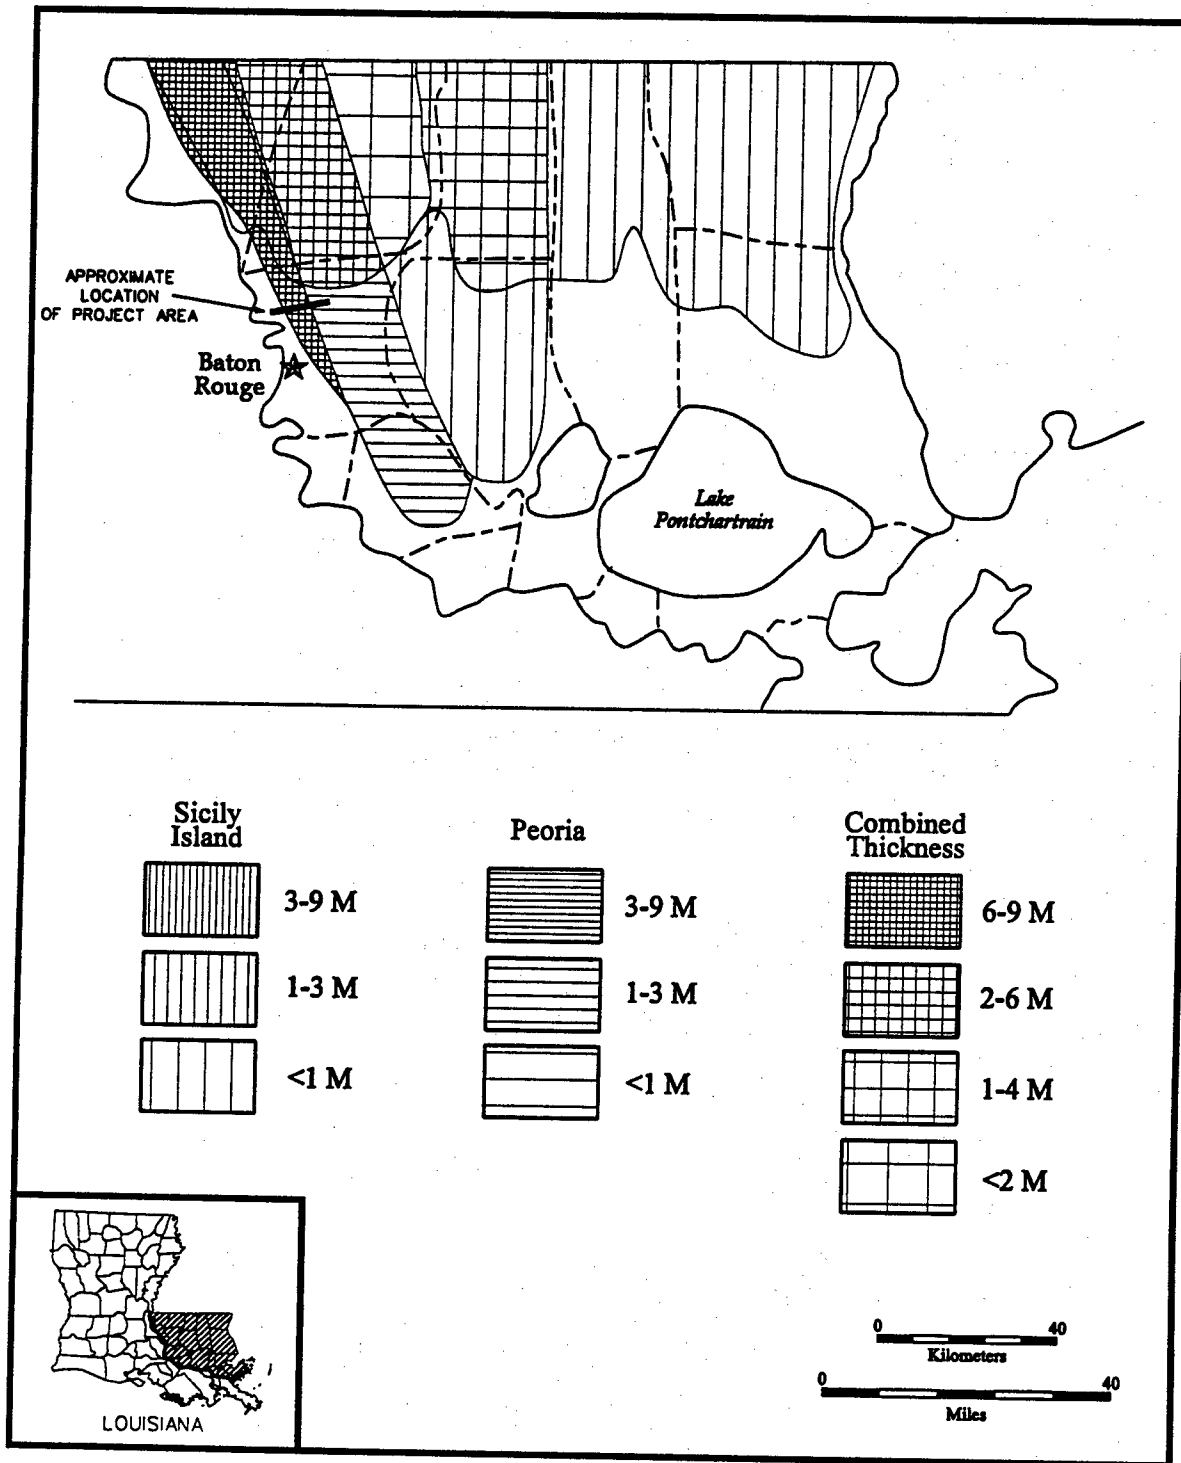 APPROXIMATE
LOCATION
OF PROJECT AREA
Baton
Rouge
Lake
Pontchartrain
Sicily
Island
3-9 M
1-3 M
<1 M
Peoria
3-9 M
1-3 M
<1 M
Combined
Thickness
6-9 M
2-6 M
1-4 M
<2 M
LOUISIANA
0 40
Kilometers
0 40
Miles